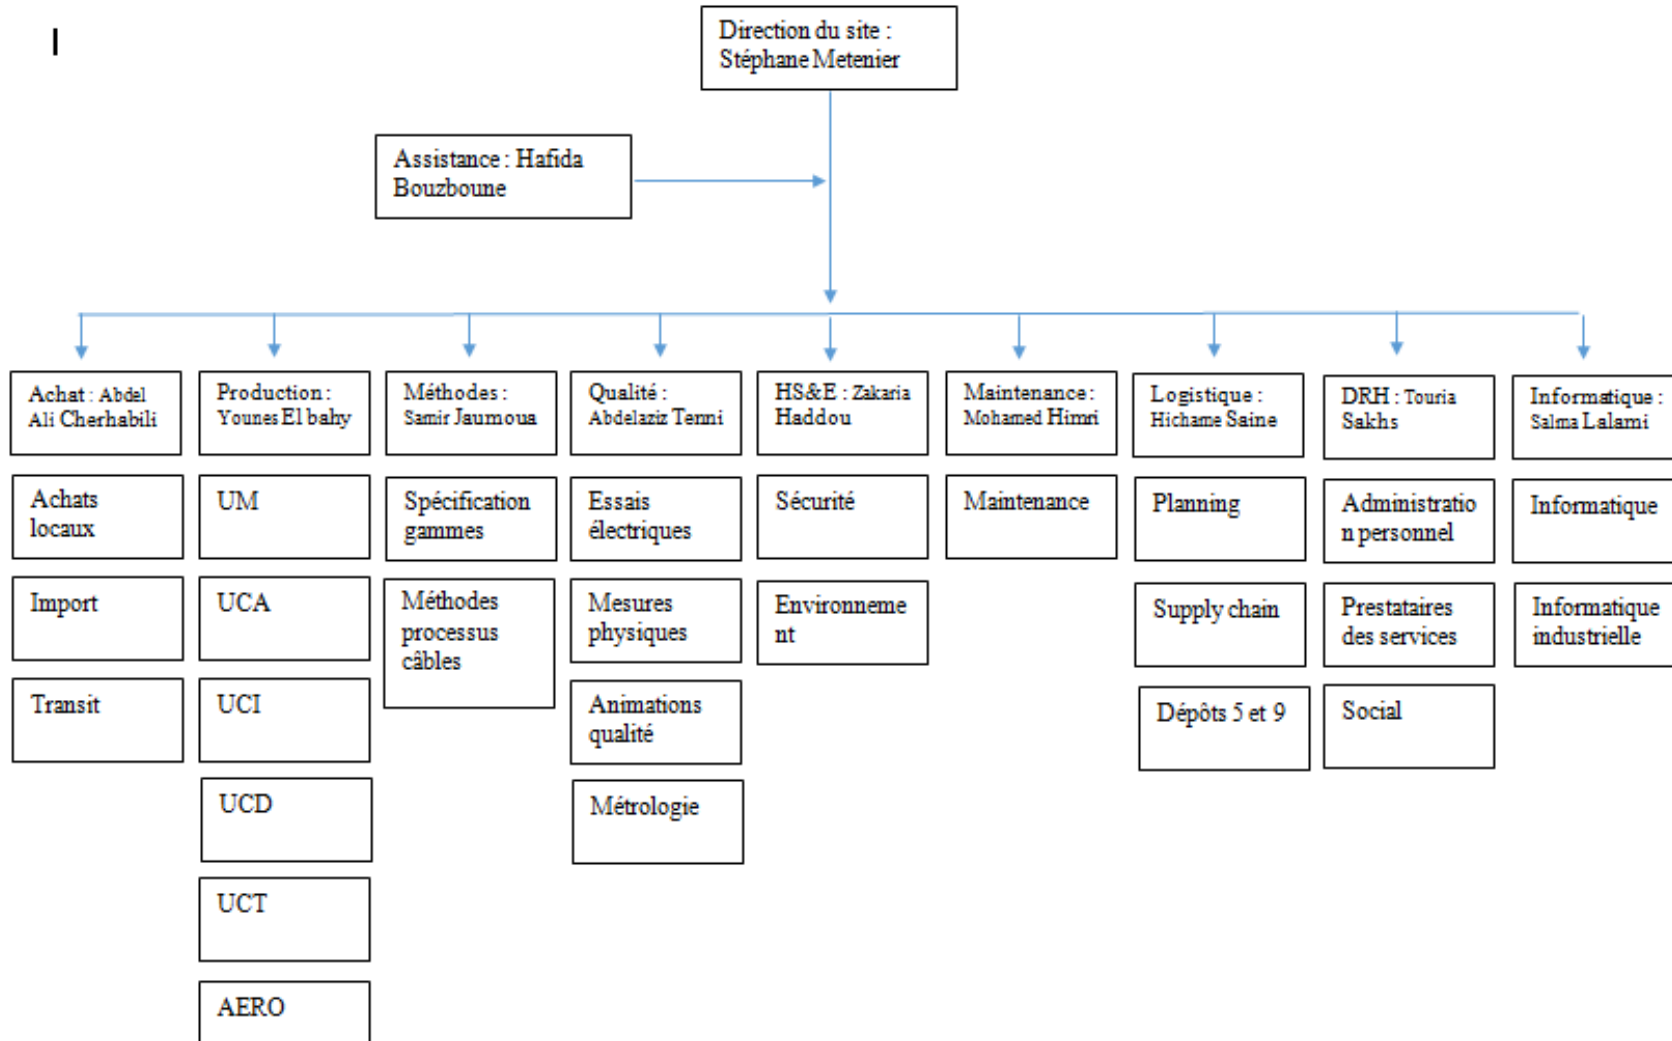 Direction du site :
Stéphane Metenier
Assistance : Hafida
Bouzboune
Achat : Abdel
Ali Cherhabili
Production :
Younes El bahy
Méthodes :
Samir Jaumoua
Qualité :
Abdelaziz Tenni
HS&E : Zakaria
Haddou
Maintenance :
Mohamed Himri
Logistique :
Hichame Saine
DRH : Touria
Sakhs
Informatique :
Salma Lalami
Achats
locaux
UM
Spécification
gammes
Essais
électriques
Sécurité
Maintenance
Planning
Administratio
n personnel
Informatique
Import
UCA
Méthodes
processus
câbles
Mesures
physiques
Environneme
nt
Supply chain
Prestataires
des services
Informatique
industrielle
Transit
UCI
Animations
qualité
Dépôts 5 et 9
Social
UCD
Métrologie
UCT
AERO